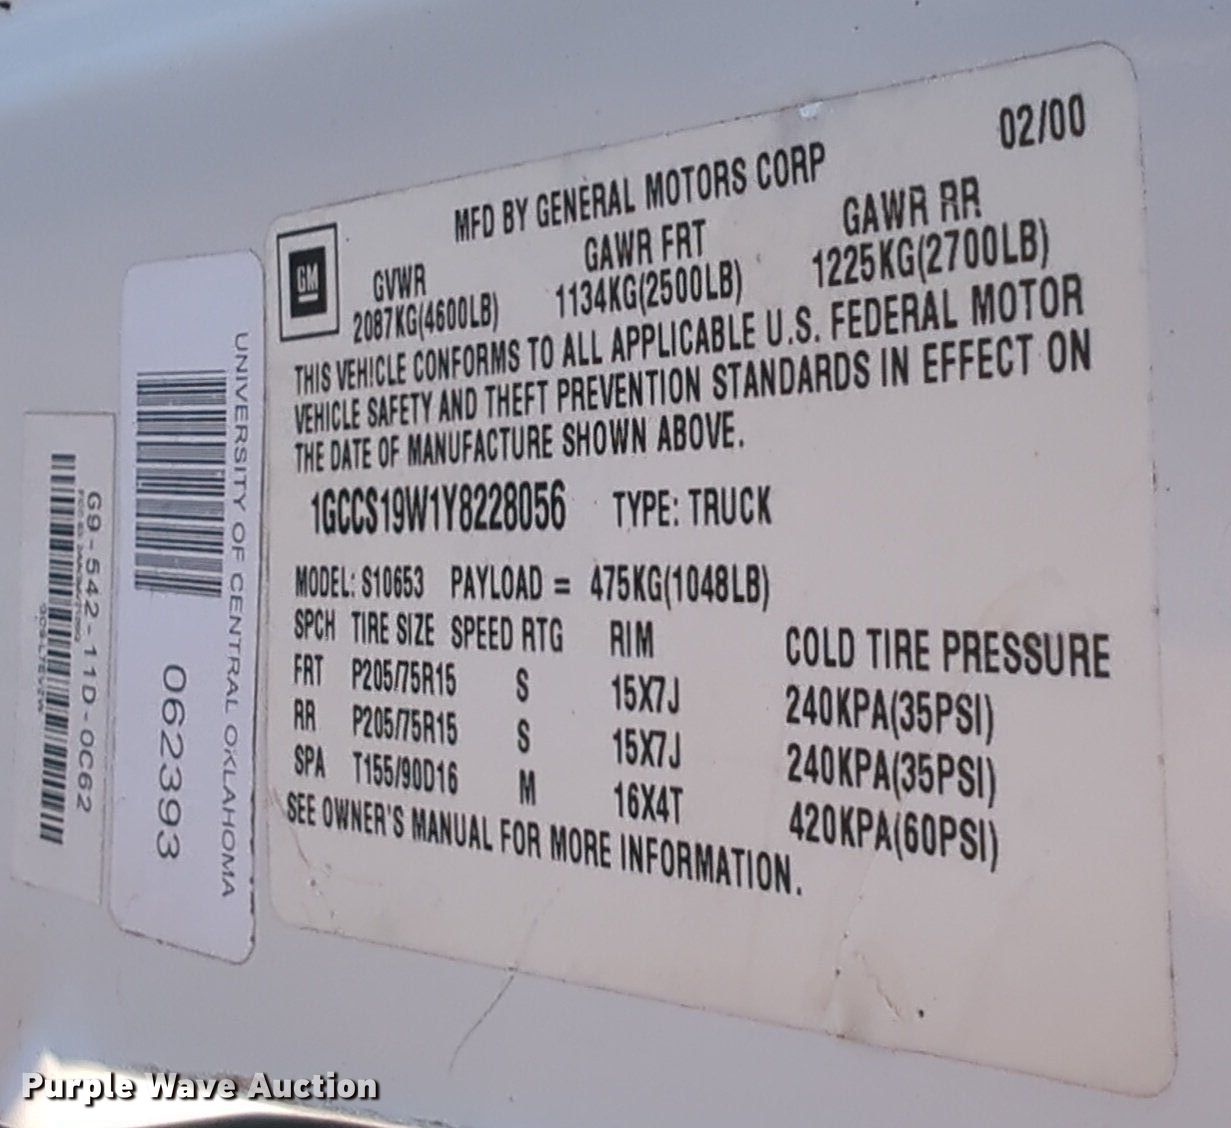 02/00
MFD BY GENERAL MOTORS CORP
GM
GVWR GAWR FRT GAWR RR
2087KG(4600LB) 1134KG(2500LB) 1225KG(2700LB)
THIS VEHICLE CONFORMS TO ALL APPLICABLE U.S. FEDERAL MOTOR
VEHICLE SAFETY AND THEFT PREVENTION STANDARDS IN EFFECT ON
THE DATE OF MANUFACTURE SHOWN ABOVE.
1GCCS19W1Y8228056 TYPE: TRUCK
MODEL: S10653 PAYLOAD = 475KG(1048LB)
SPCH TIRE SIZE SPEED RTG RIM COLD TIRE PRESSURE
FRT P205/75R15 S 15X7J 240KPA(35PSI)
RR P205/75R15 S 15X7J 240KPA(35PSI)
SPA T155/90D16 M 16X4T 420KPA(60PSI)
SEE OWNER'S MANUAL FOR MORE INFORMATION.
UNIVERSITY OF CENTRAL OKLAHOMA
062393
G9-542-11D-0C62
Purple Wave Auction